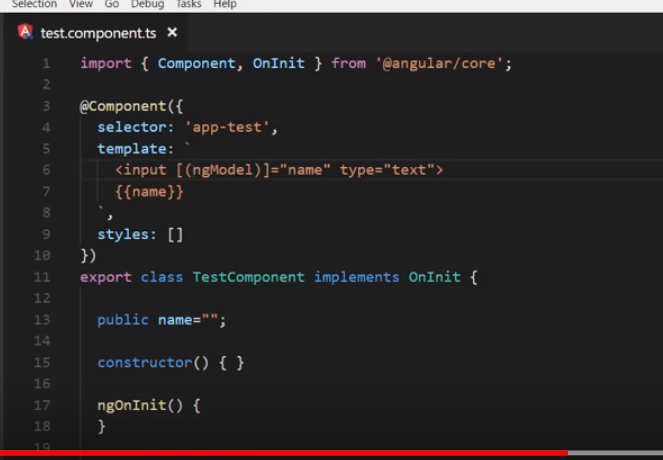 Selection View Go Debug Tasks Help
test.component.ts ×
1 import { Component, OnInit } from '@angular/core';
2
3 @Component({
4 selector: 'app-test',
5 template: `
6 <input [(ngModel)]="name" type="text">
7 {{name}}
8 `,
9 styles: []
10 })
11 export class TestComponent implements OnInit {
12
13 public name="";
14
15 constructor() { }
16
17 ngOnInit() {
18 }
19